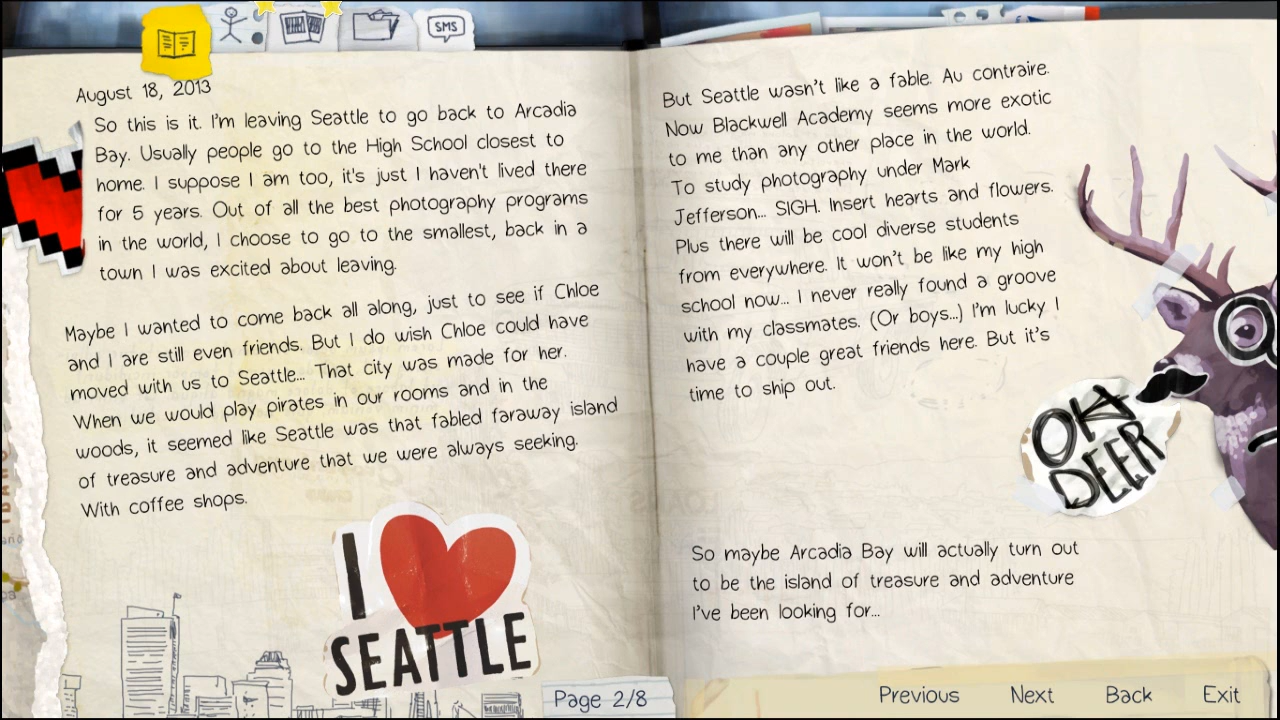 SMS
August 18, 2013
So this is it. I'm leaving Seattle to go back to Arcadia
Bay. Usually people go to the High School closest to
home. I suppose I am too, it's just I haven't lived there
for 5 years. Out of all the best photography programs
in the world, I choose to go to the smallest, back in a
town I was excited about leaving.
Maybe I wanted to come back all along, just to see if Chloe
and I are still even friends. But I do wish Chloe could have
moved with us to Seattle... That city was made for her.
When we would play pirates in our rooms and in the
woods, it seemed like Seattle was that fabled faraway island
of treasure and adventure that we were always seeking.
With coffee shops.
I
SEATTLE
But Seattle wasn't like a fable. Au contraire.
Now Blackwell Academy seems more exotic
to me than any other place in the world.
To study photography under Mark
Jefferson... SIGH. Insert hearts and flowers.
Plus there will be cool diverse students
from everywhere. It won't be like my high
school now... I never really found a groove
with my classmates. (Or boys...) I'm lucky I
have a couple great friends here. But it's
time to ship out.
OH
DEER
So maybe Arcadia Bay will actually turn out
to be the island of treasure and adventure
I've been looking for...
Page 2/8
Previous Next Back Exit